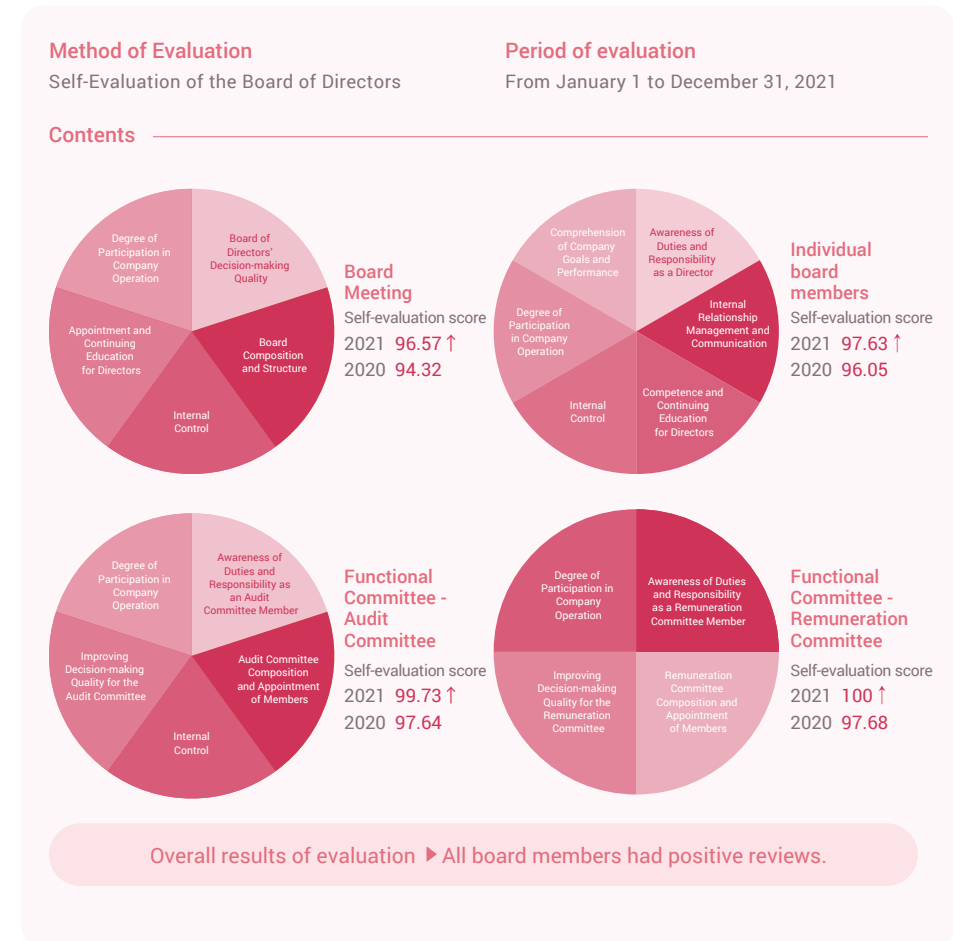 Method of Evaluation
Self-Evaluation of the Board of Directors
Period of evaluation
From January 1 to December 31, 2021
Contents
Degree of
Participation in
Company
Operation
Board of
Directors'
Decision-making
Quality
Appointment and
Continuing
Education
for Directors
Board
Composition
and Structure
Internal
Control
Board
Meeting
Self-evaluation score
2021 96.57 ↑
2020 94.32
Comprehension
of Company
Goals and
Performance
Awareness of
Duties and
Responsibility
as a Director
Degree of
Participation
in Company
Operation
Internal
Relationship
Management and
Communication
Internal
Control
Competence and
Continuing
Education
for Directors
Individual
board
members
Self-evaluation score
2021 97.63 ↑
2020 96.05
Degree of
Participation in
Company
Operation
Awareness of
Duties and
Responsibility as
an Audit
Committee Member
Improving
Decision-making
Quality for the
Audit Committee
Audit Committee
Composition
and Appointment
of Members
Internal
Control
Functional
Committee -
Audit
Committee
Self-evaluation score
2021 99.73 ↑
2020 97.64
Degree of
Participation in
Company
Operation
Awareness of Duties
and Responsibility
as a Remuneration
Committee Member
Improving
Decision-making
Quality for the
Remuneration
Committee
Remuneration
Committee
Composition and
Appointment
of Members
Functional
Committee -
Remuneration
Committee
Self-evaluation score
2021 100 ↑
2020 97.68
Overall results of evaluation ▶ All board members had positive reviews.